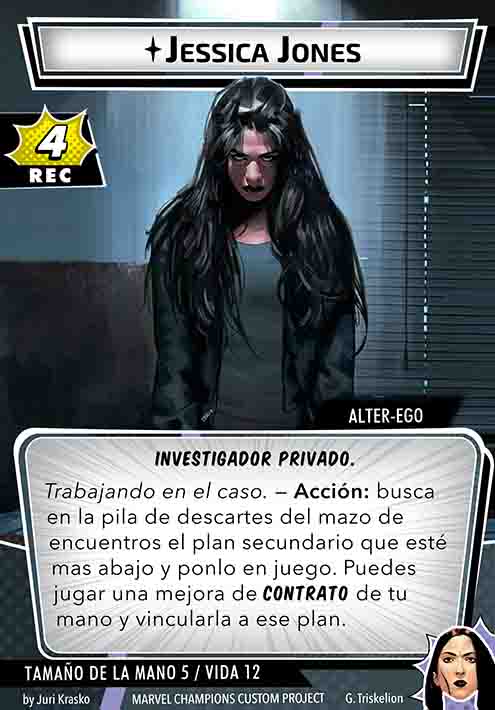 JESSICA JONES
4
REC
ALTER-EGO
INVESTIGADOR PRIVADO.
Trabajando en el caso. – Acción: busca
en la pila de descartes del mazo de
encuentros el plan secundario que esté
mas abajo y ponlo en juego. Puedes
jugar una mejora de CONTRATO de tu
mano y vincularla a ese plan.
TAMAÑO DE LA MANO 5 / VIDA 12
by Juri Krasko MARVEL CHAMPIONS CUSTOM PROJECT G. Triskelion